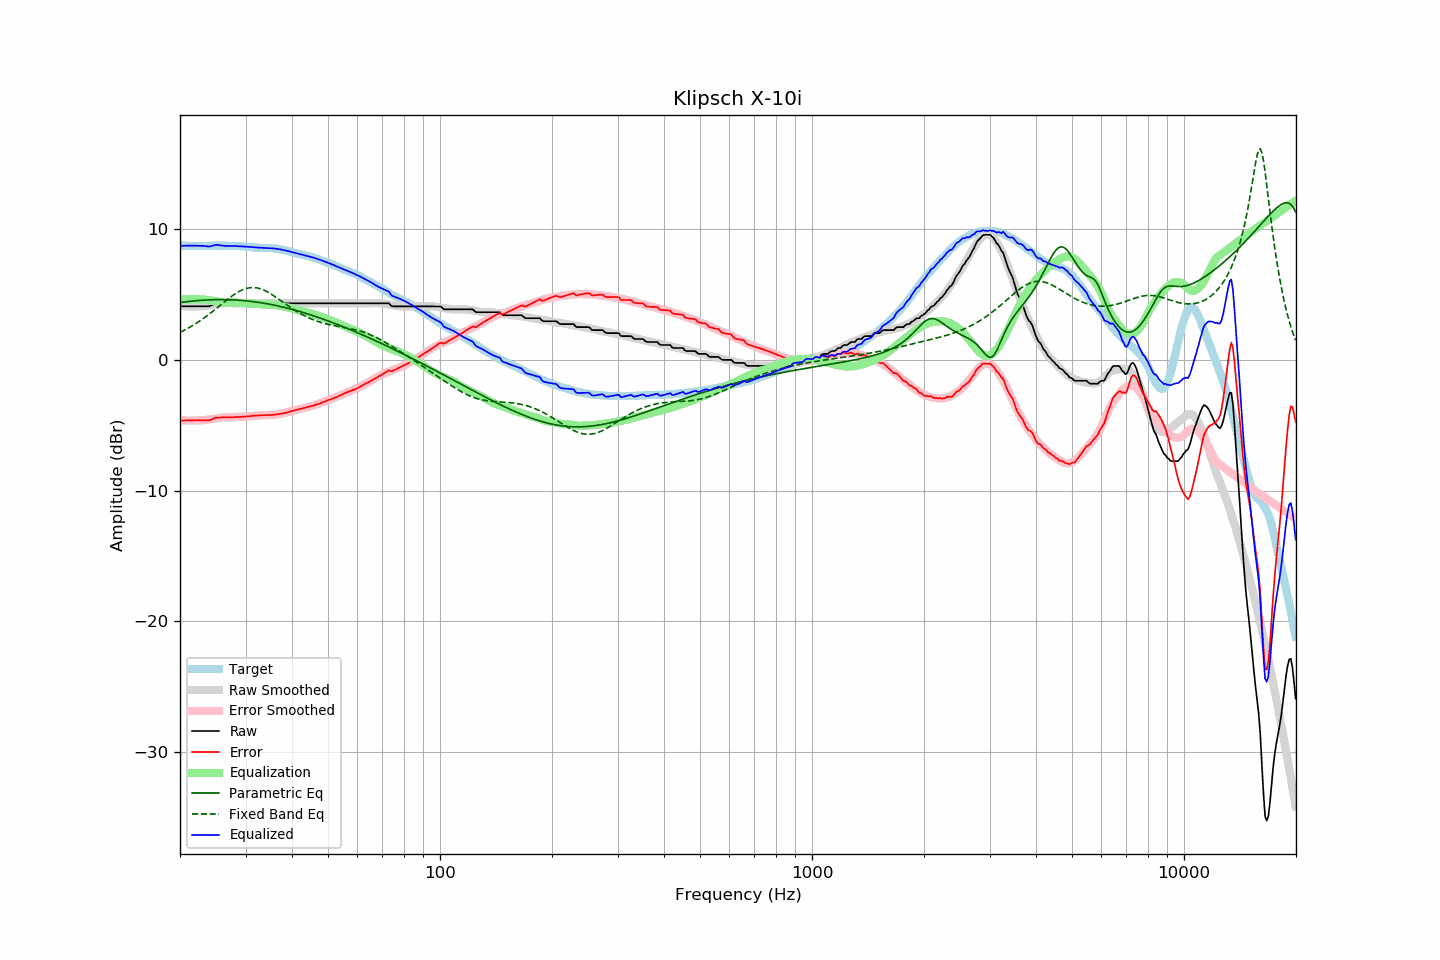 Klipsch X-10i
Amplitude (dBr)
10
0
−10
−20
−30
Target
Raw Smoothed
Error Smoothed
Raw
Error
Equalization
Parametric Eq
Fixed Band Eq
Equalized
100
1000
10000
Frequency (Hz)